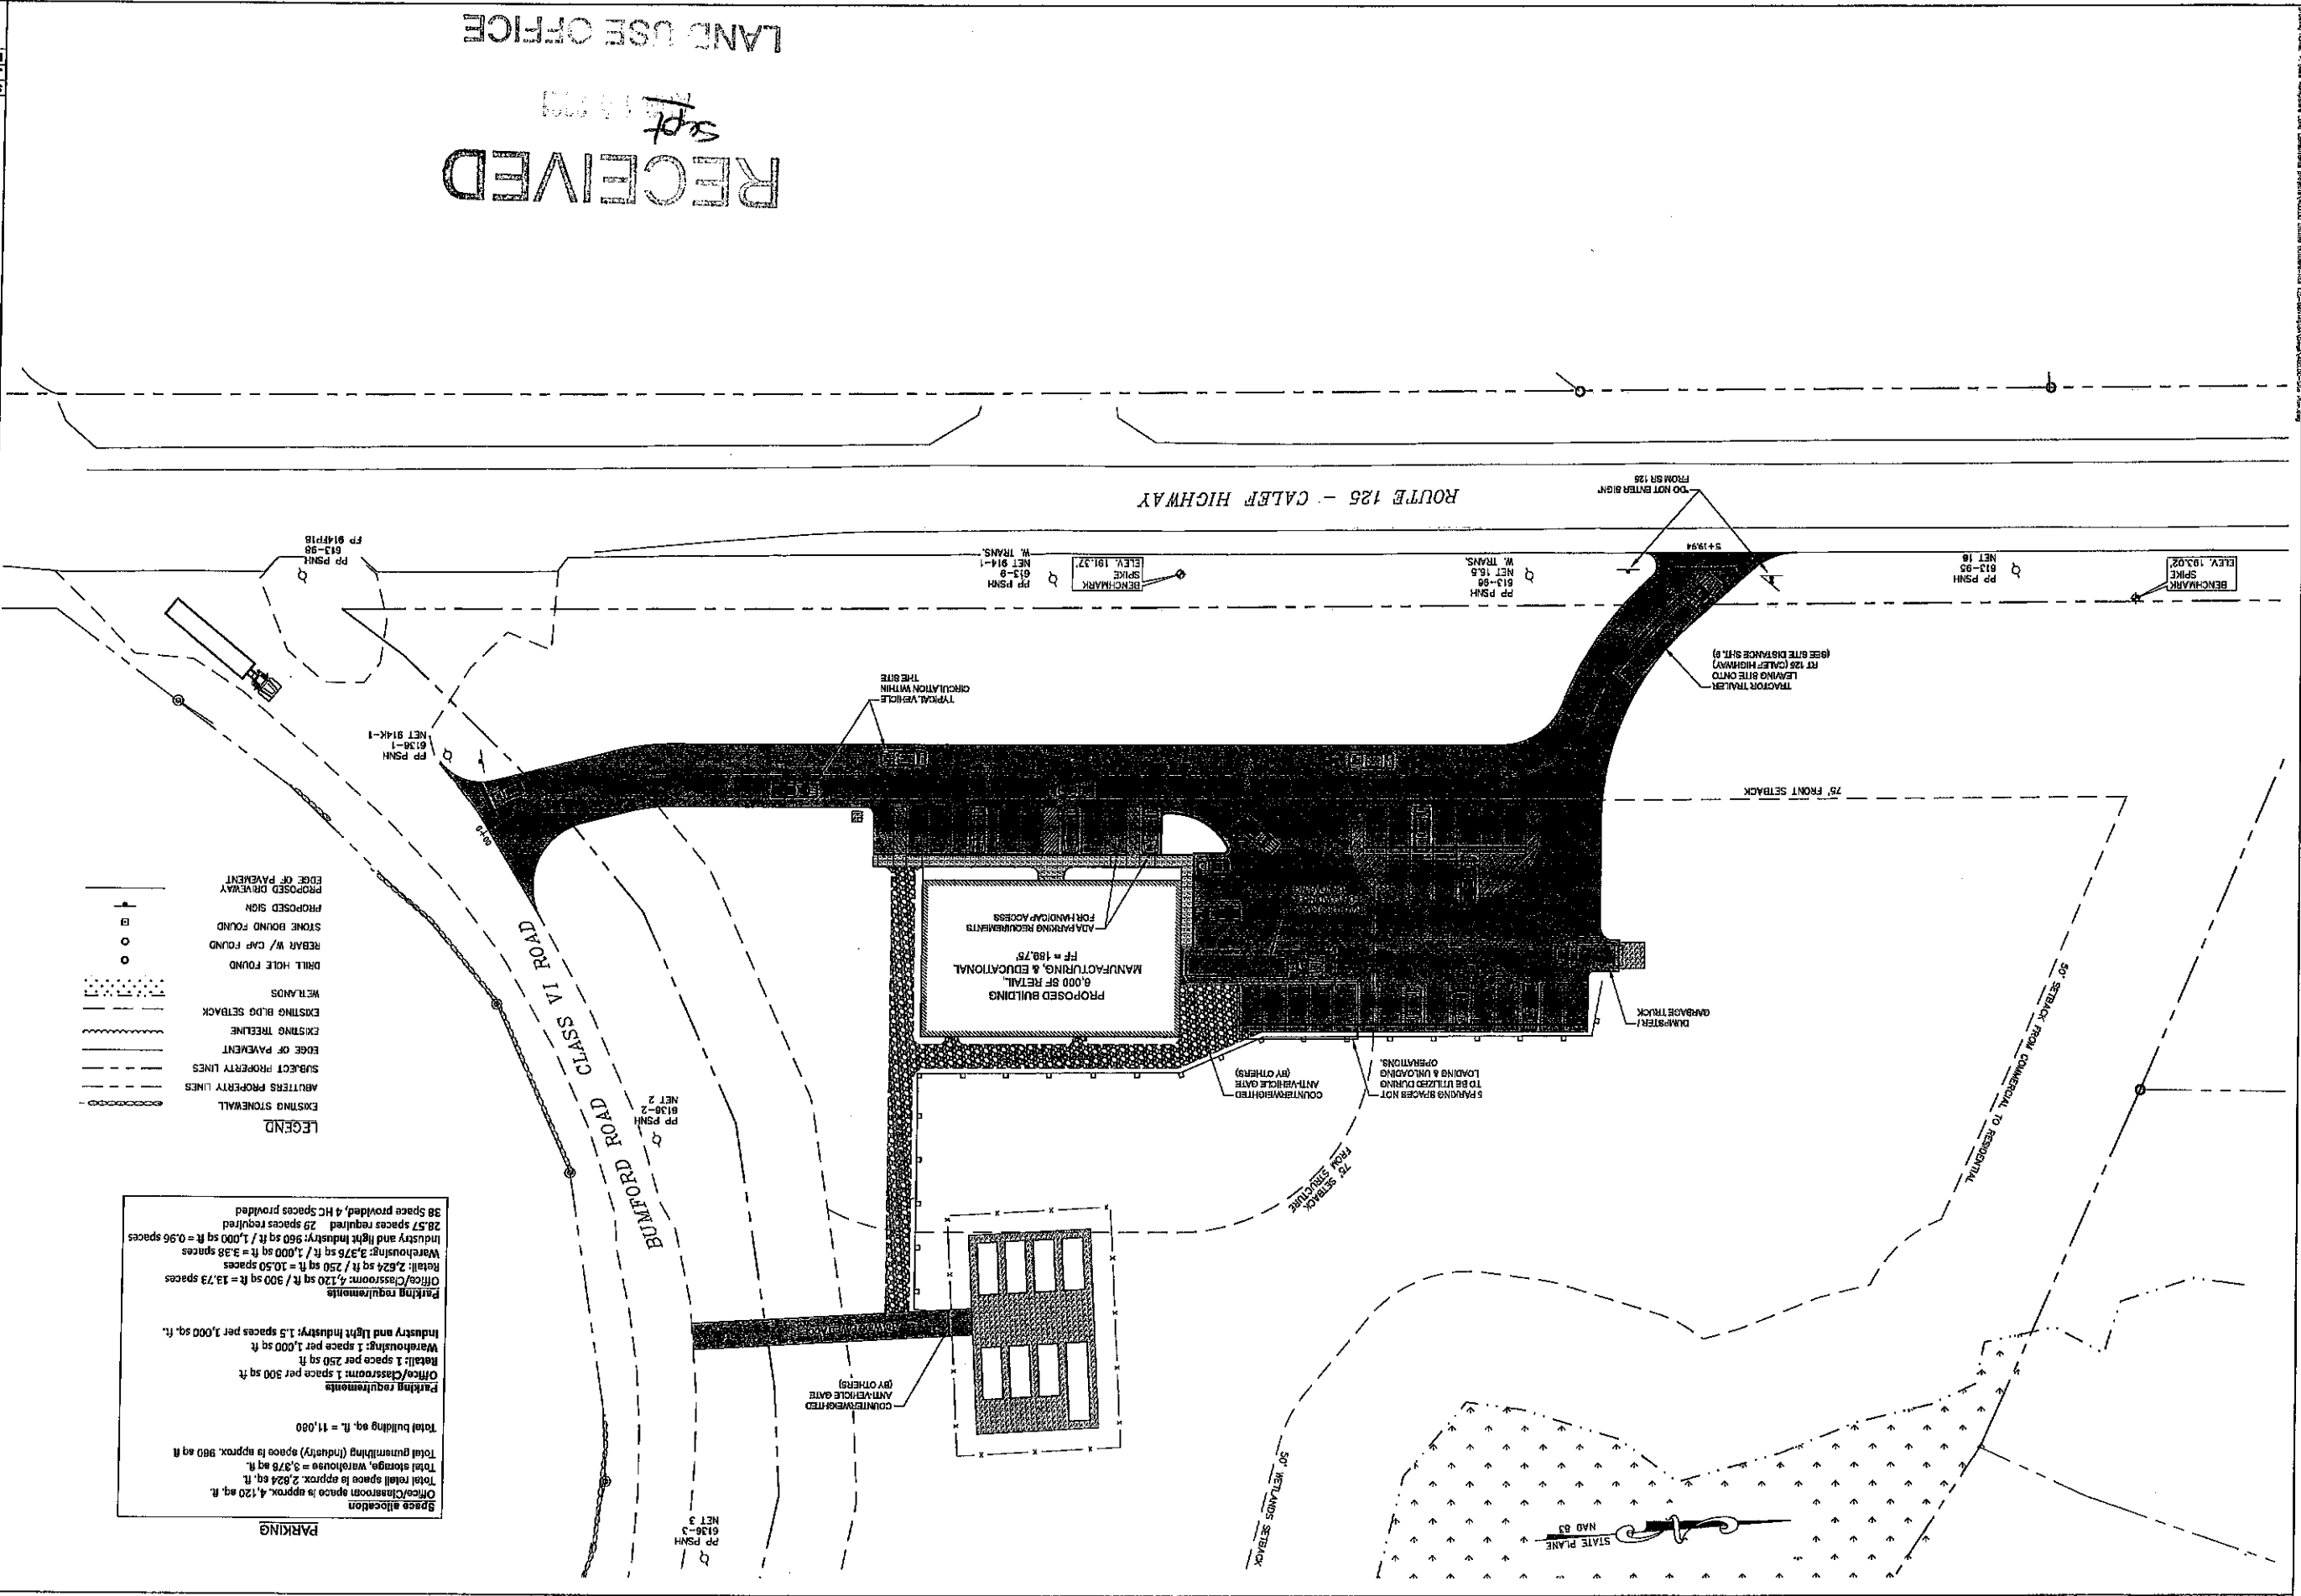 STATE PLANE
NAD 83
50' WETLANDS SETBACK
PP PSNH
6136-3
NET 3
PARKING
Space allocation
Office/Classroom space is approx. 4,120 sq. ft.
Total retail space is approx. 2,624 sq. ft.
Total storage, warehouse = 3,376 sq ft.
Total gunsmithing (industry) space is approx. 960 sq ft
Total building sq. ft. = 11,080
Parking requirements
Office/Classroom: 1 space per 300 sq ft
Retail: 1 space per 250 sq ft
Warehousing: 1 space per 1,000 sq ft
Industry and Light Industry: 1.5 spaces per 1,000 sq. ft.
Parking requirements
Office/Classroom: 4,120 sq ft / 300 sq ft = 13.73 spaces
Retail: 2,624 sq ft / 250 sq ft = 10.50 spaces
Warehousing: 3,376 sq ft / 1,000 sq ft = 3.38 spaces
Industry and light industry: 960 sq ft / 1,000 sq ft = 0.96 spaces
28.57 spaces required 29 spaces required
38 Space provided, 4 HC Spaces provided
COUNTERWEIGHTED
ANTI-VEHICLE GATE
(BY OTHERS)
75' SETBACK
FROM STRUCTURE
50' SETBACK FROM COMMERCIAL TO RESIDENTIAL
5 PARKING SPACES NOT
TO BE UTILIZED DURING
LOADING & UNLOADING
OPERATIONS.
COUNTERWEIGHTED
ANTI-VEHICLE GATE
(BY OTHERS)
PP PSNH
6136-2
NET 2
BUMFORD ROAD CLASS VI ROAD
LEGEND
EXISTING STONEWALL
ABUTTERS PROPERTY LINES
SUBJECT PROPERTY LINES
EDGE OF PAVEMENT
EXISTING TREELINE
EXISTING BLDG SETBACK
WETLANDS
DRILL HOLE FOUND
REBAR W/ CAP FOUND
STONE BOUND FOUND
PROPOSED SIGN
PROPOSED DRIVEWAY
EDGE OF PAVEMENT
DUMPSTER /
GARBAGE TRUCK
PROPOSED BUILDING
6,000 SF RETAIL,
MANUFACTURING, & EDUCATIONAL
FF = 189.75'
ADA PARKING REQUIREMENTS
FOR HANDICAP ACCESS
75' FRONT SETBACK
0+00
PP PSNH
6136-1
NET 914K-1
TRACTOR TRAILER
LEAVING SITE ONTO
RT 125 (CALEF HIGHWAY)
(SEE SITE DISTANCE SHT. 9)
TYPICAL VEHICLE
CIRCULATION WITHIN
THE SITE
BENCHMARK
SPIKE
ELEV. 193.02'
PP PSNH
613-95
NET 16
5+19.94
PP PSNH
613-96
NET 16.5
W. TRANS.
BENCHMARK
SPIKE
ELEV. 191.37'
PP PSNH
613-9
NET 914-1
W. TRANS.
PP PSNH
613-98
FP 914FP18
"DO NOT ENTER SIGN"
FROM SR 125
ROUTE 125 - CALEF HIGHWAY
RECEIVED
Sept
LAND USE OFFICE